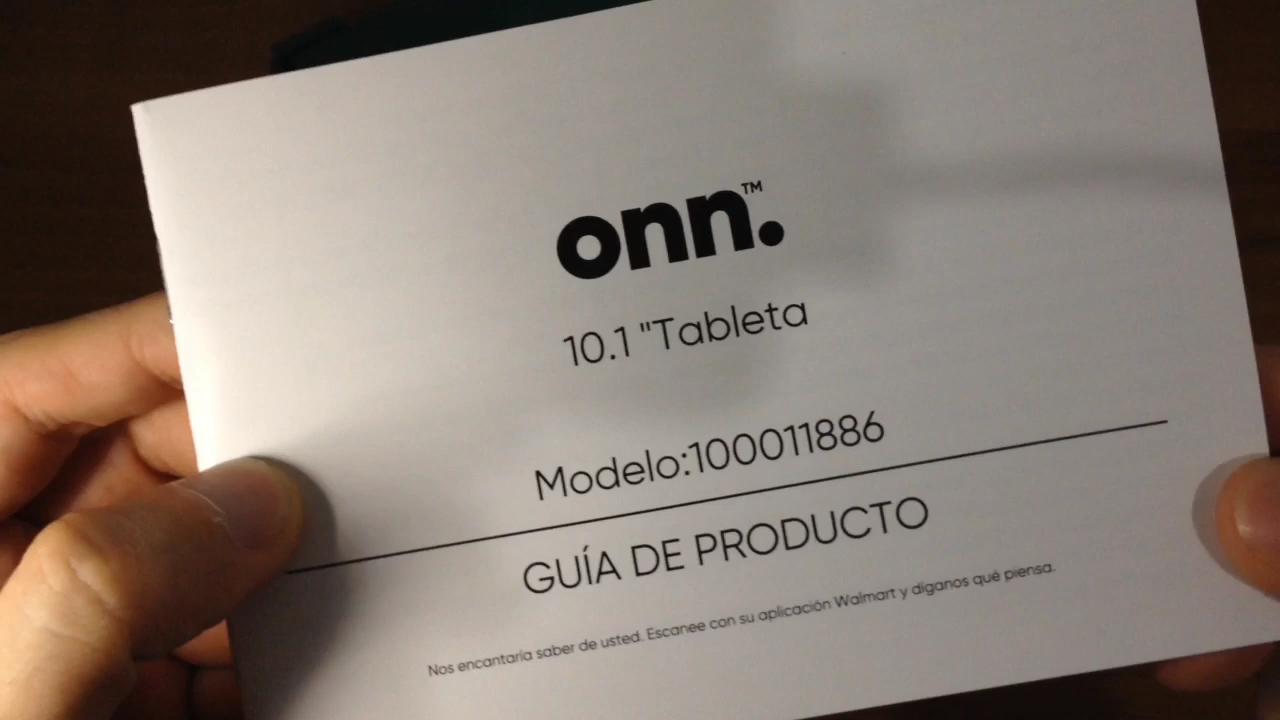 onn.™
10.1 "Tableta
Modelo:100011886
GUÍA DE PRODUCTO
Nos encantaría saber de usted. Escanee con su aplicación Walmart y díganos qué piensa.